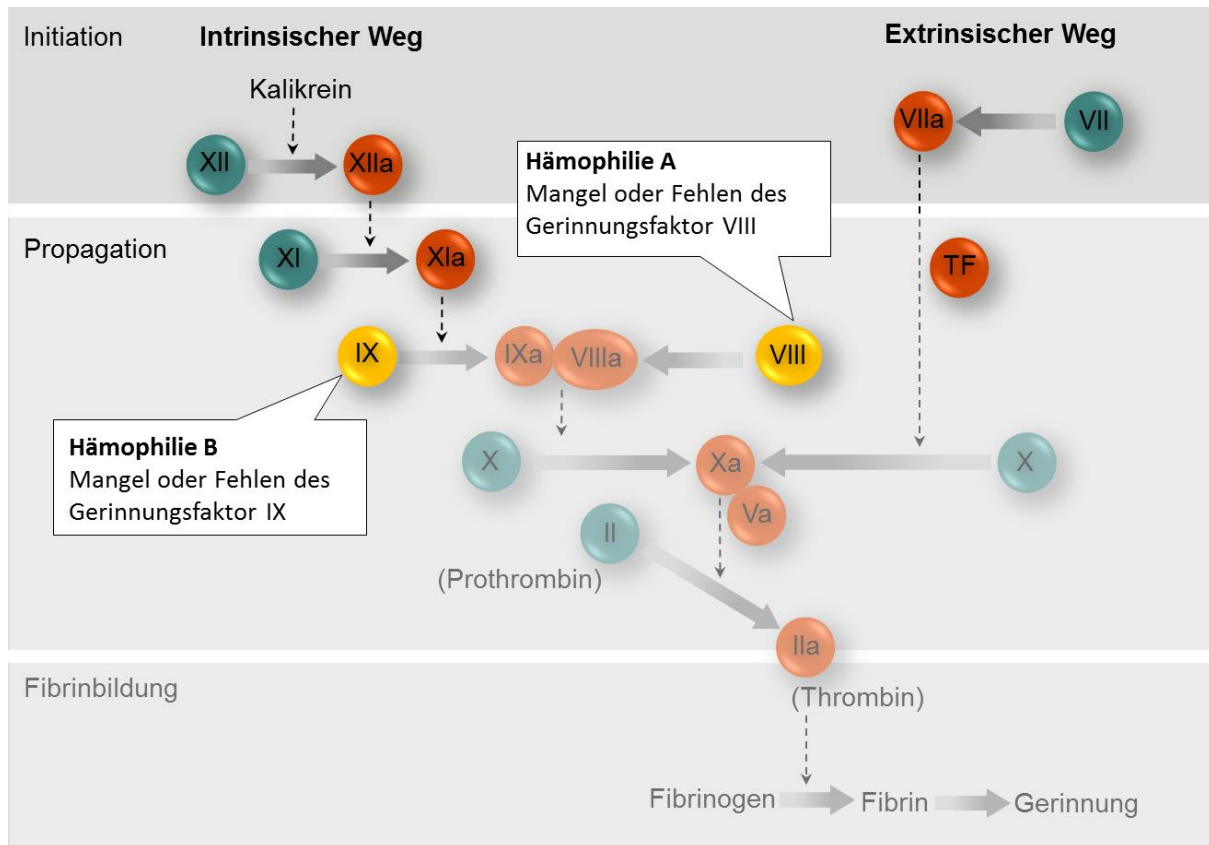 Initiation
Intrinsischer Weg
Extrinsischer Weg
Kalikrein
XII
XIIa
VIIa
VII
Hämophilie A
Mangel oder Fehlen des
Gerinnungsfaktor VIII
Propagation
XI
XIa
TF
IX
IXa
VIIIa
VIII
Hämophilie B
Mangel oder Fehlen des
Gerinnungsfaktor IX
X
Xa
X
Va
II
(Prothrombin)
IIa
(Thrombin)
Fibrinbildung
Fibrinogen
Fibrin
Gerinnung